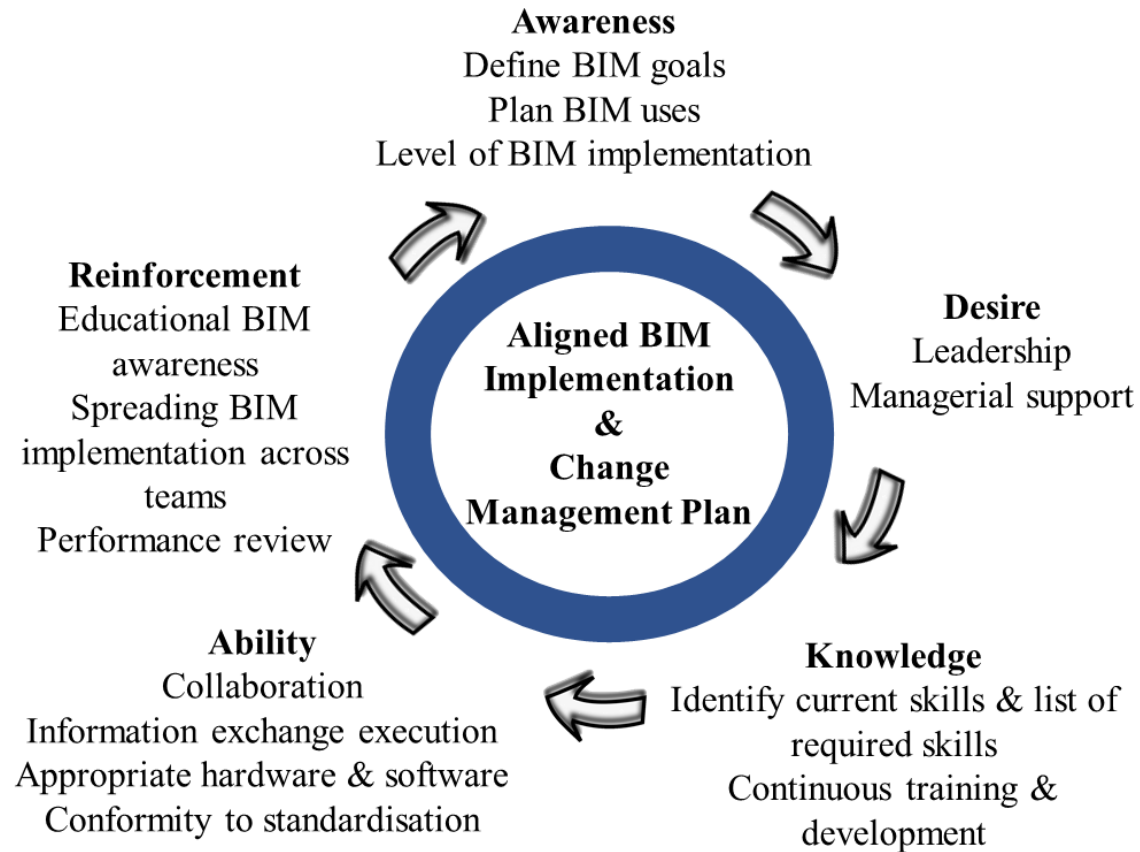 Awareness
Define BIM goals
Plan BIM uses
Level of BIM implementation
Desire
Leadership
Managerial support
Knowledge
Identify current skills & list of
required skills
Continuous training &
development
Ability
Collaboration
Information exchange execution
Appropriate hardware & software
Conformity to standardisation
Reinforcement
Educational BIM
awareness
Spreading BIM
implementation across
teams
Performance review
Aligned BIM
Implementation
&
Change
Management Plan